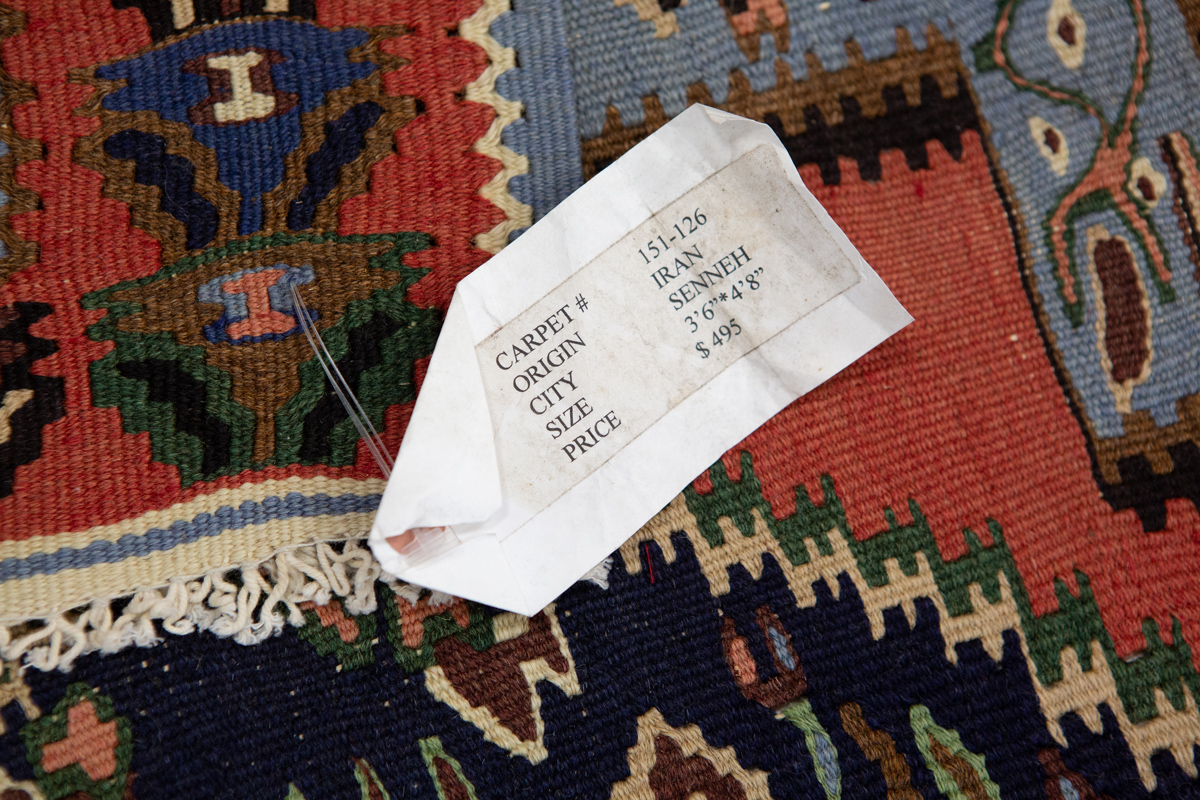 CARPET # 151-126
ORIGIN IRAN
CITY SENNEH
SIZE 3'6”*4'8”
PRICE $ 495